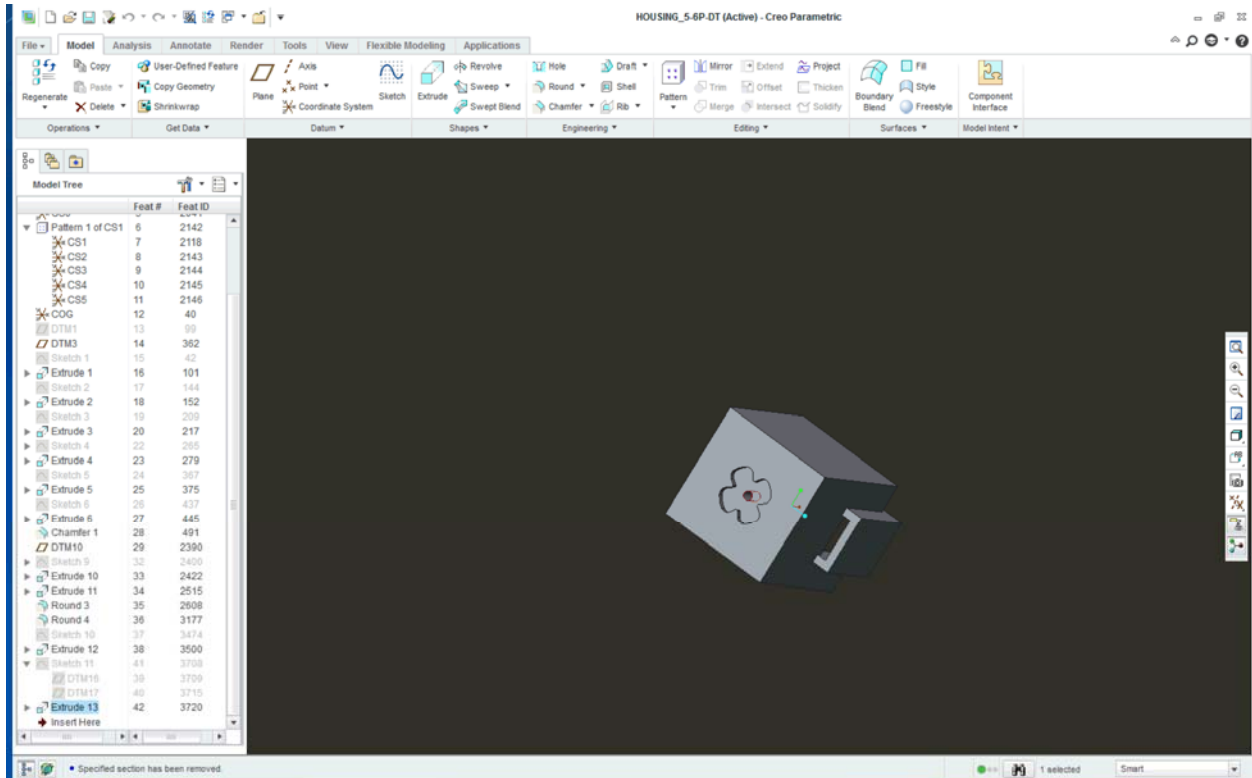 HOUSING_5-6P-DT (Active) - Creo Parametric
File Model Analysis Annotate Render Tools View Flexible Modeling Applications
Regenerate
Copy
Paste
Delete
Operations
User-Defined Feature
Copy Geometry
Shrinkwrap
Get Data
Plane
Axis
Point
Coordinate System
Sketch
Datum
Extrude
Revolve
Sweep
Swept Blend
Shapes
Hole
Round
Chamfer
Draft
Shell
Rib
Engineering
Pattern
Mirror
Trim
Merge
Extend
Offset
Intersect
Project
Thicken
Solidify
Editing
Boundary Blend
Fill
Style
Freestyle
Surfaces
Component Interface
Model Intent
Model Tree
Feat # Feat ID
Pattern 1 of CS1 6 2142
CS1 7 2118
CS2 8 2143
CS3 9 2144
CS4 10 2145
CS5 11 2146
COG 12 40
DTM1 13 99
DTM3 14 362
Sketch 1 15 42
Extrude 1 16 101
Sketch 2 17 144
Extrude 2 18 152
Sketch 3 19 209
Extrude 3 20 217
Sketch 4 22 265
Extrude 4 23 279
Sketch 5 24 367
Extrude 5 25 375
Sketch 6 26 437
Extrude 6 27 445
Chamfer 1 28 491
DTM10 29 2390
Sketch 9 32 2400
Extrude 10 33 2422
Extrude 11 34 2515
Round 3 35 2608
Round 4 36 3177
Sketch 10 37 3474
Extrude 12 38 3500
Sketch 11 41 3708
DTM16 39 3709
DTM17 40 3715
Extrude 13 42 3720
Insert Here
Specified section has been removed.
1 selected
Smart